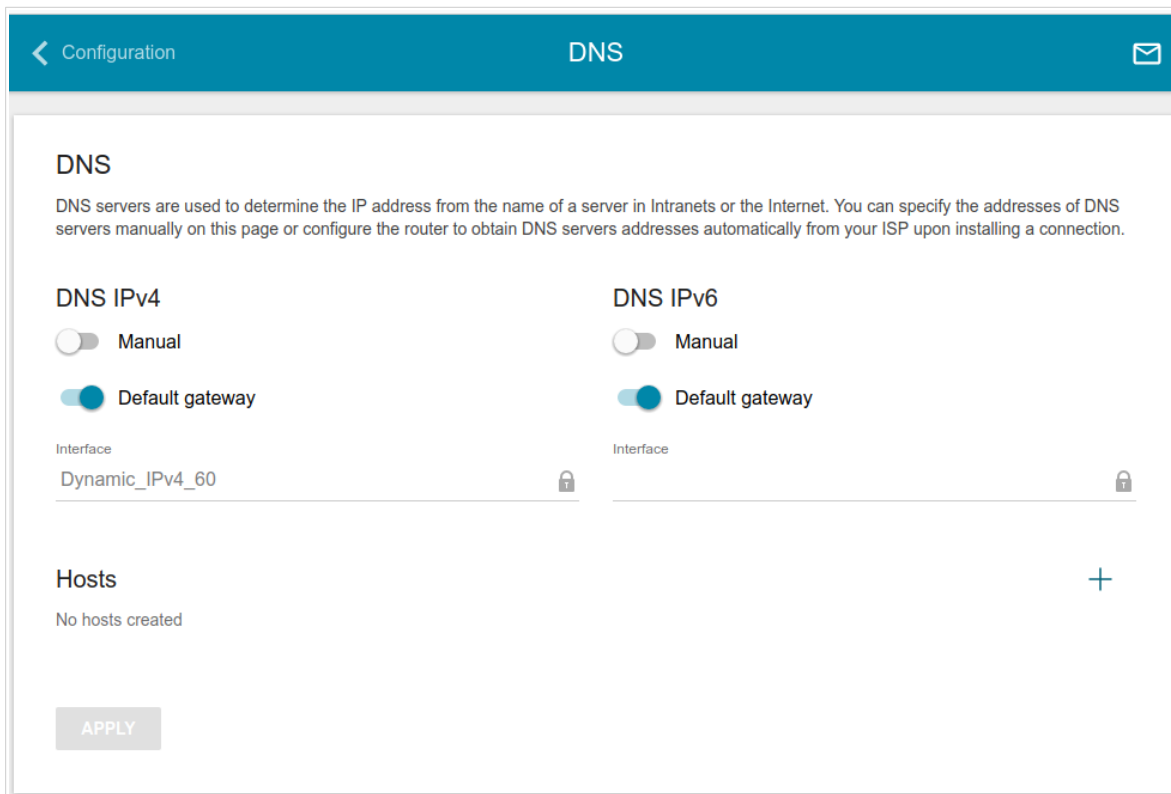 Configuration
DNS
DNS
DNS servers are used to determine the IP address from the name of a server in Intranets or the Internet. You can specify the addresses of DNS
servers manually on this page or configure the router to obtain DNS servers addresses automatically from your ISP upon installing a connection.
DNS IPv4
Manual
Default gateway
Interface
Dynamic_IPv4_60
DNS IPv6
Manual
Default gateway
Interface
Hosts
No hosts created
APPLY